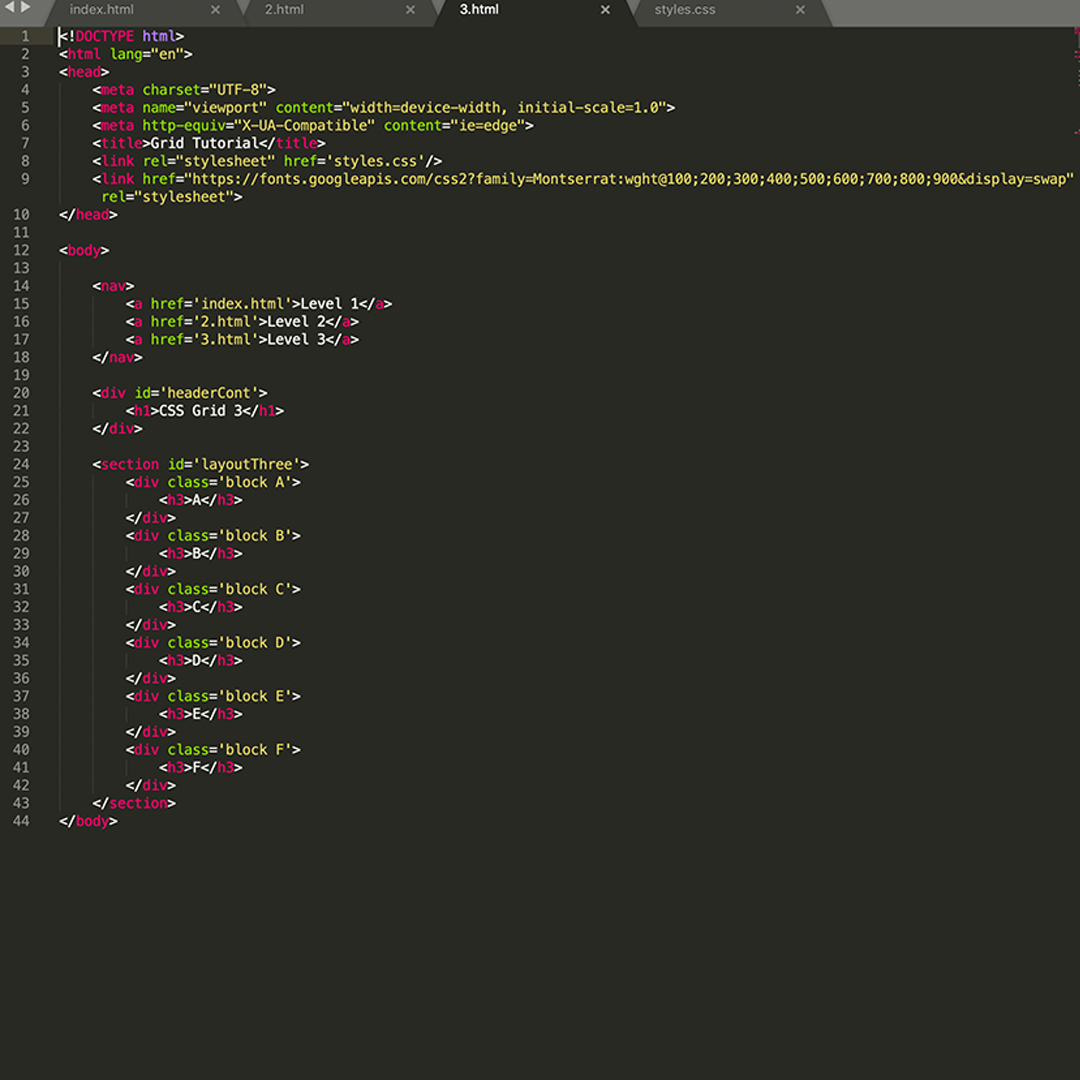 index.html × 2.html × 3.html × styles.css ×
1 <!DOCTYPE html>
2 <html lang="en">
3 <head>
4     <meta charset="UTF-8">
5     <meta name="viewport" content="width=device-width, initial-scale=1.0">
6     <meta http-equiv="X-UA-Compatible" content="ie=edge">
7     <title>Grid Tutorial</title>
8     <link rel="stylesheet" href='styles.css'/>
9     <link href="https://fonts.googleapis.com/css2?family=Montserrat:wght@100;200;300;400;500;600;700;800;900&display=swap"
rel="stylesheet">
10 </head>
11
12 <body>
13
14     <nav>
15         <a href='index.html'>Level 1</a>
16         <a href='2.html'>Level 2</a>
17         <a href='3.html'>Level 3</a>
18     </nav>
19
20     <div id='headerCont'>
21         <h1>CSS Grid 3</h1>
22     </div>
23
24     <section id='layoutThree'>
25         <div class='block A'>
26             <h3>A</h3>
27         </div>
28         <div class='block B'>
29             <h3>B</h3>
30         </div>
31         <div class='block C'>
32             <h3>C</h3>
33         </div>
34         <div class='block D'>
35             <h3>D</h3>
36         </div>
37         <div class='block E'>
38             <h3>E</h3>
39         </div>
40         <div class='block F'>
41             <h3>F</h3>
42         </div>
43     </section>
44 </body>